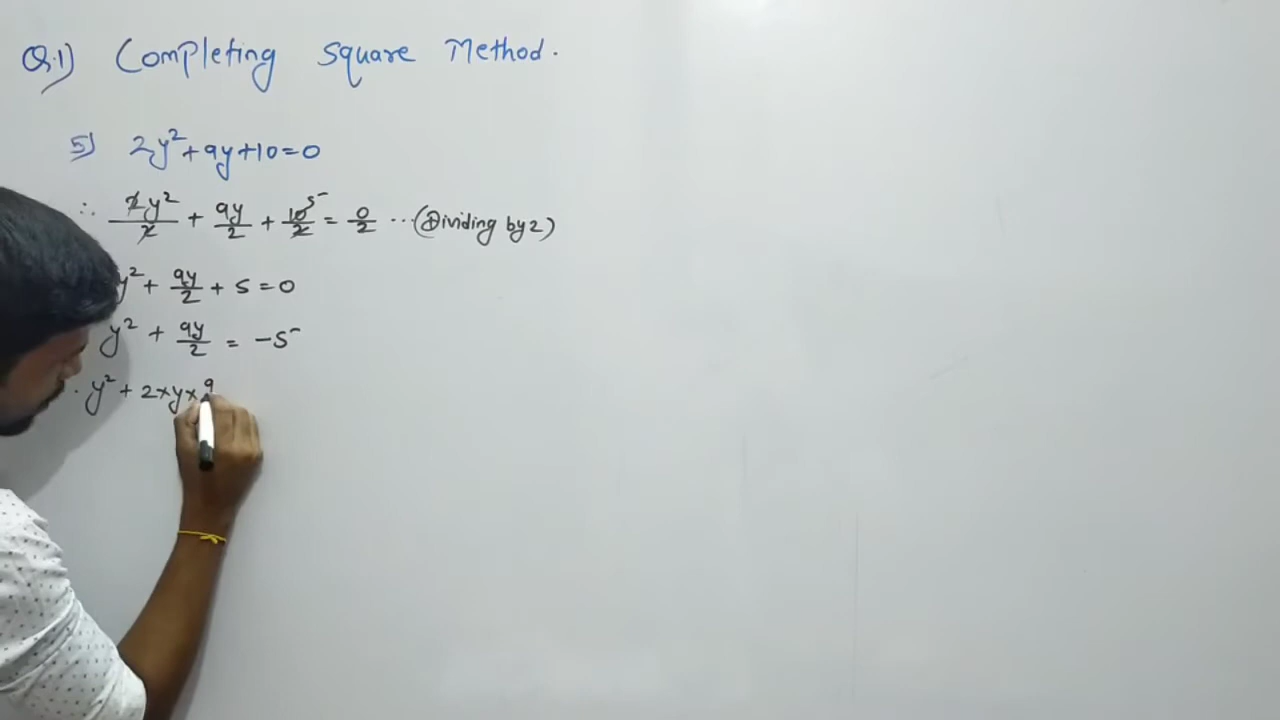 Q.1) Completing Square Method.
5) 2y² + 9y + 10 = 0
∴ 2y²/2 + 9y/2 + 10/2 5 = 0/2 ... (Dividing by 2)
y² + 9y/2 + 5 = 0
y² + 9y/2 = -5
. y² + 2×y×9